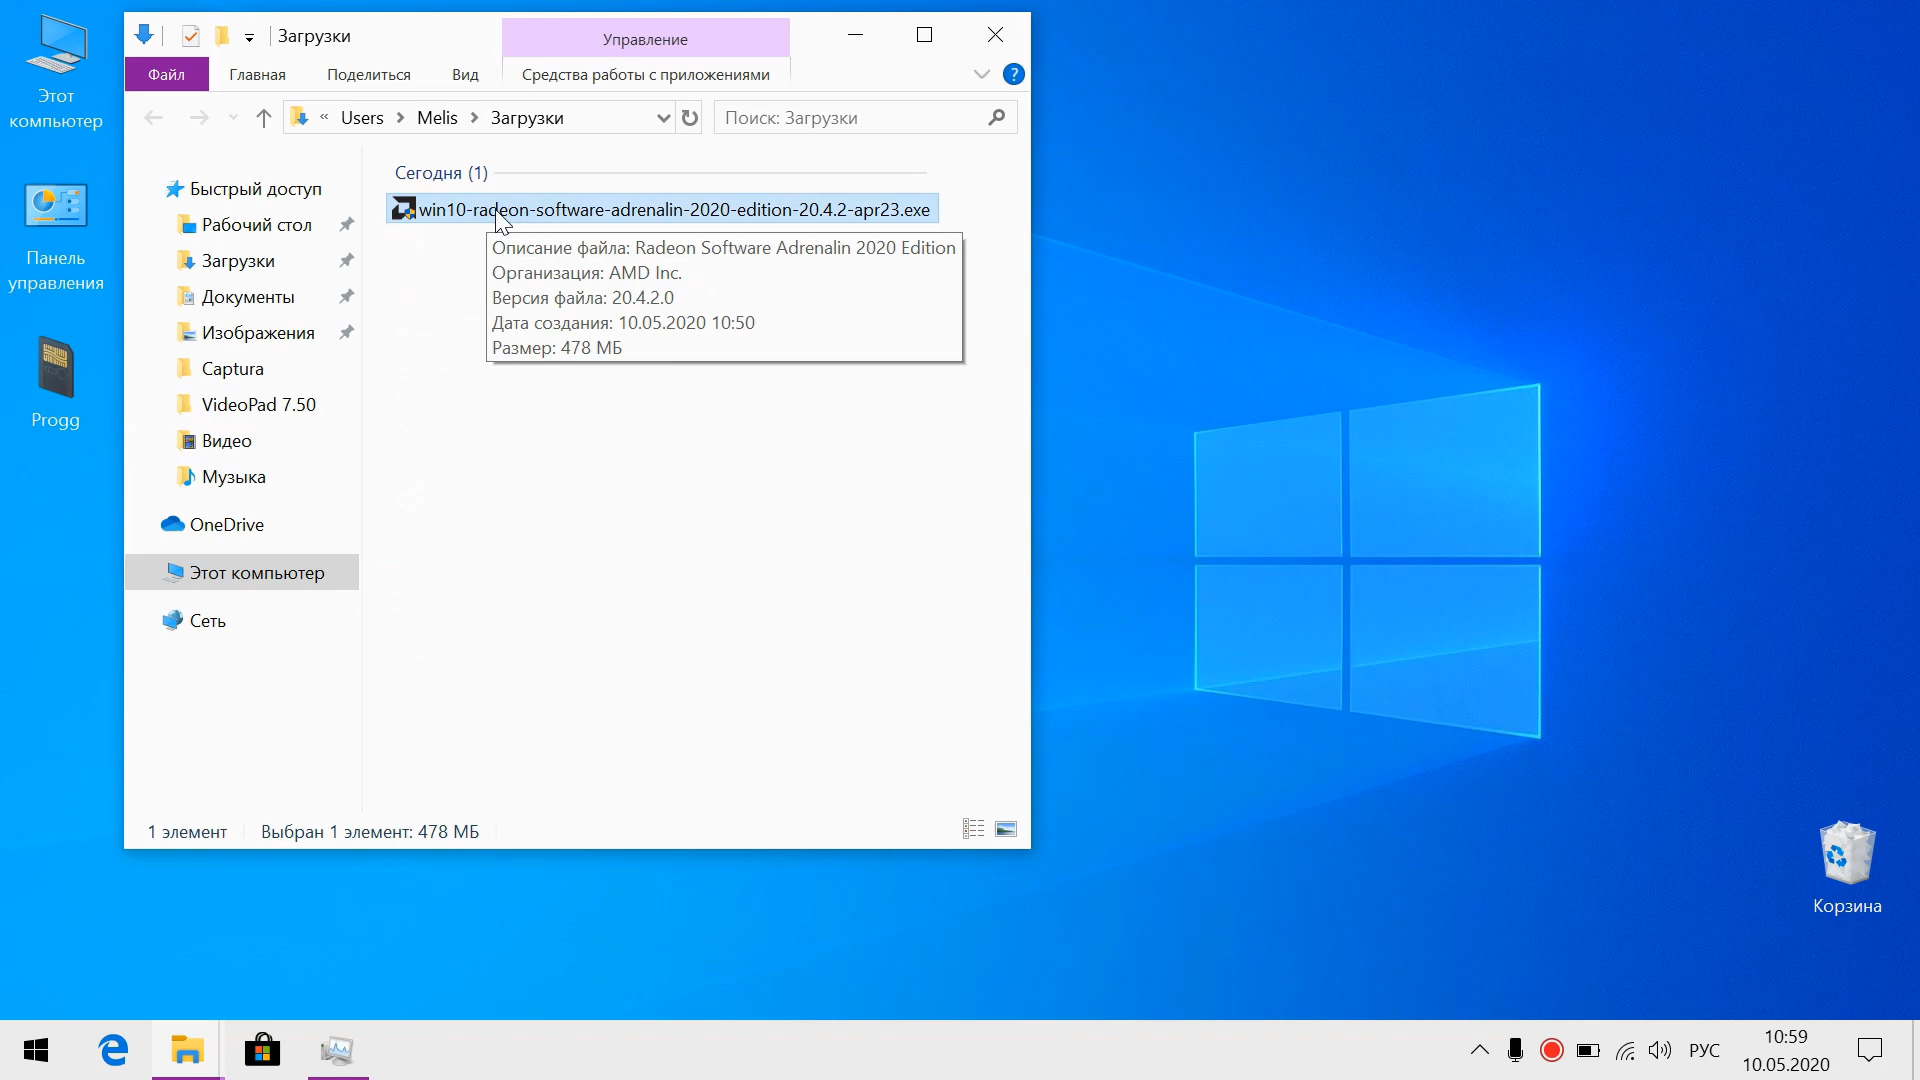 Этот
компьютер
Панель
управления
Progg
Загрузки
Управление
Файл
Главная
Поделиться
Вид
Средства работы с приложениями
?
« Users > Melis > Загрузки
Поиск: Загрузки
Быстрый доступ
Рабочий стол
Загрузки
Документы
Изображения
Captura
VideoPad 7.50
Видео
Музыка
OneDrive
Этот компьютер
Сеть
Сегодня (1)
win10-radeon-software-adrenalin-2020-edition-20.4.2-apr23.exe
Описание файла: Radeon Software Adrenalin 2020 Edition
Организация: AMD Inc.
Версия файла: 20.4.2.0
Дата создания: 10.05.2020 10:50
Размер: 478 МБ
1 элемент
Выбран 1 элемент: 478 МБ
Корзина
РУС
10:59
10.05.2020